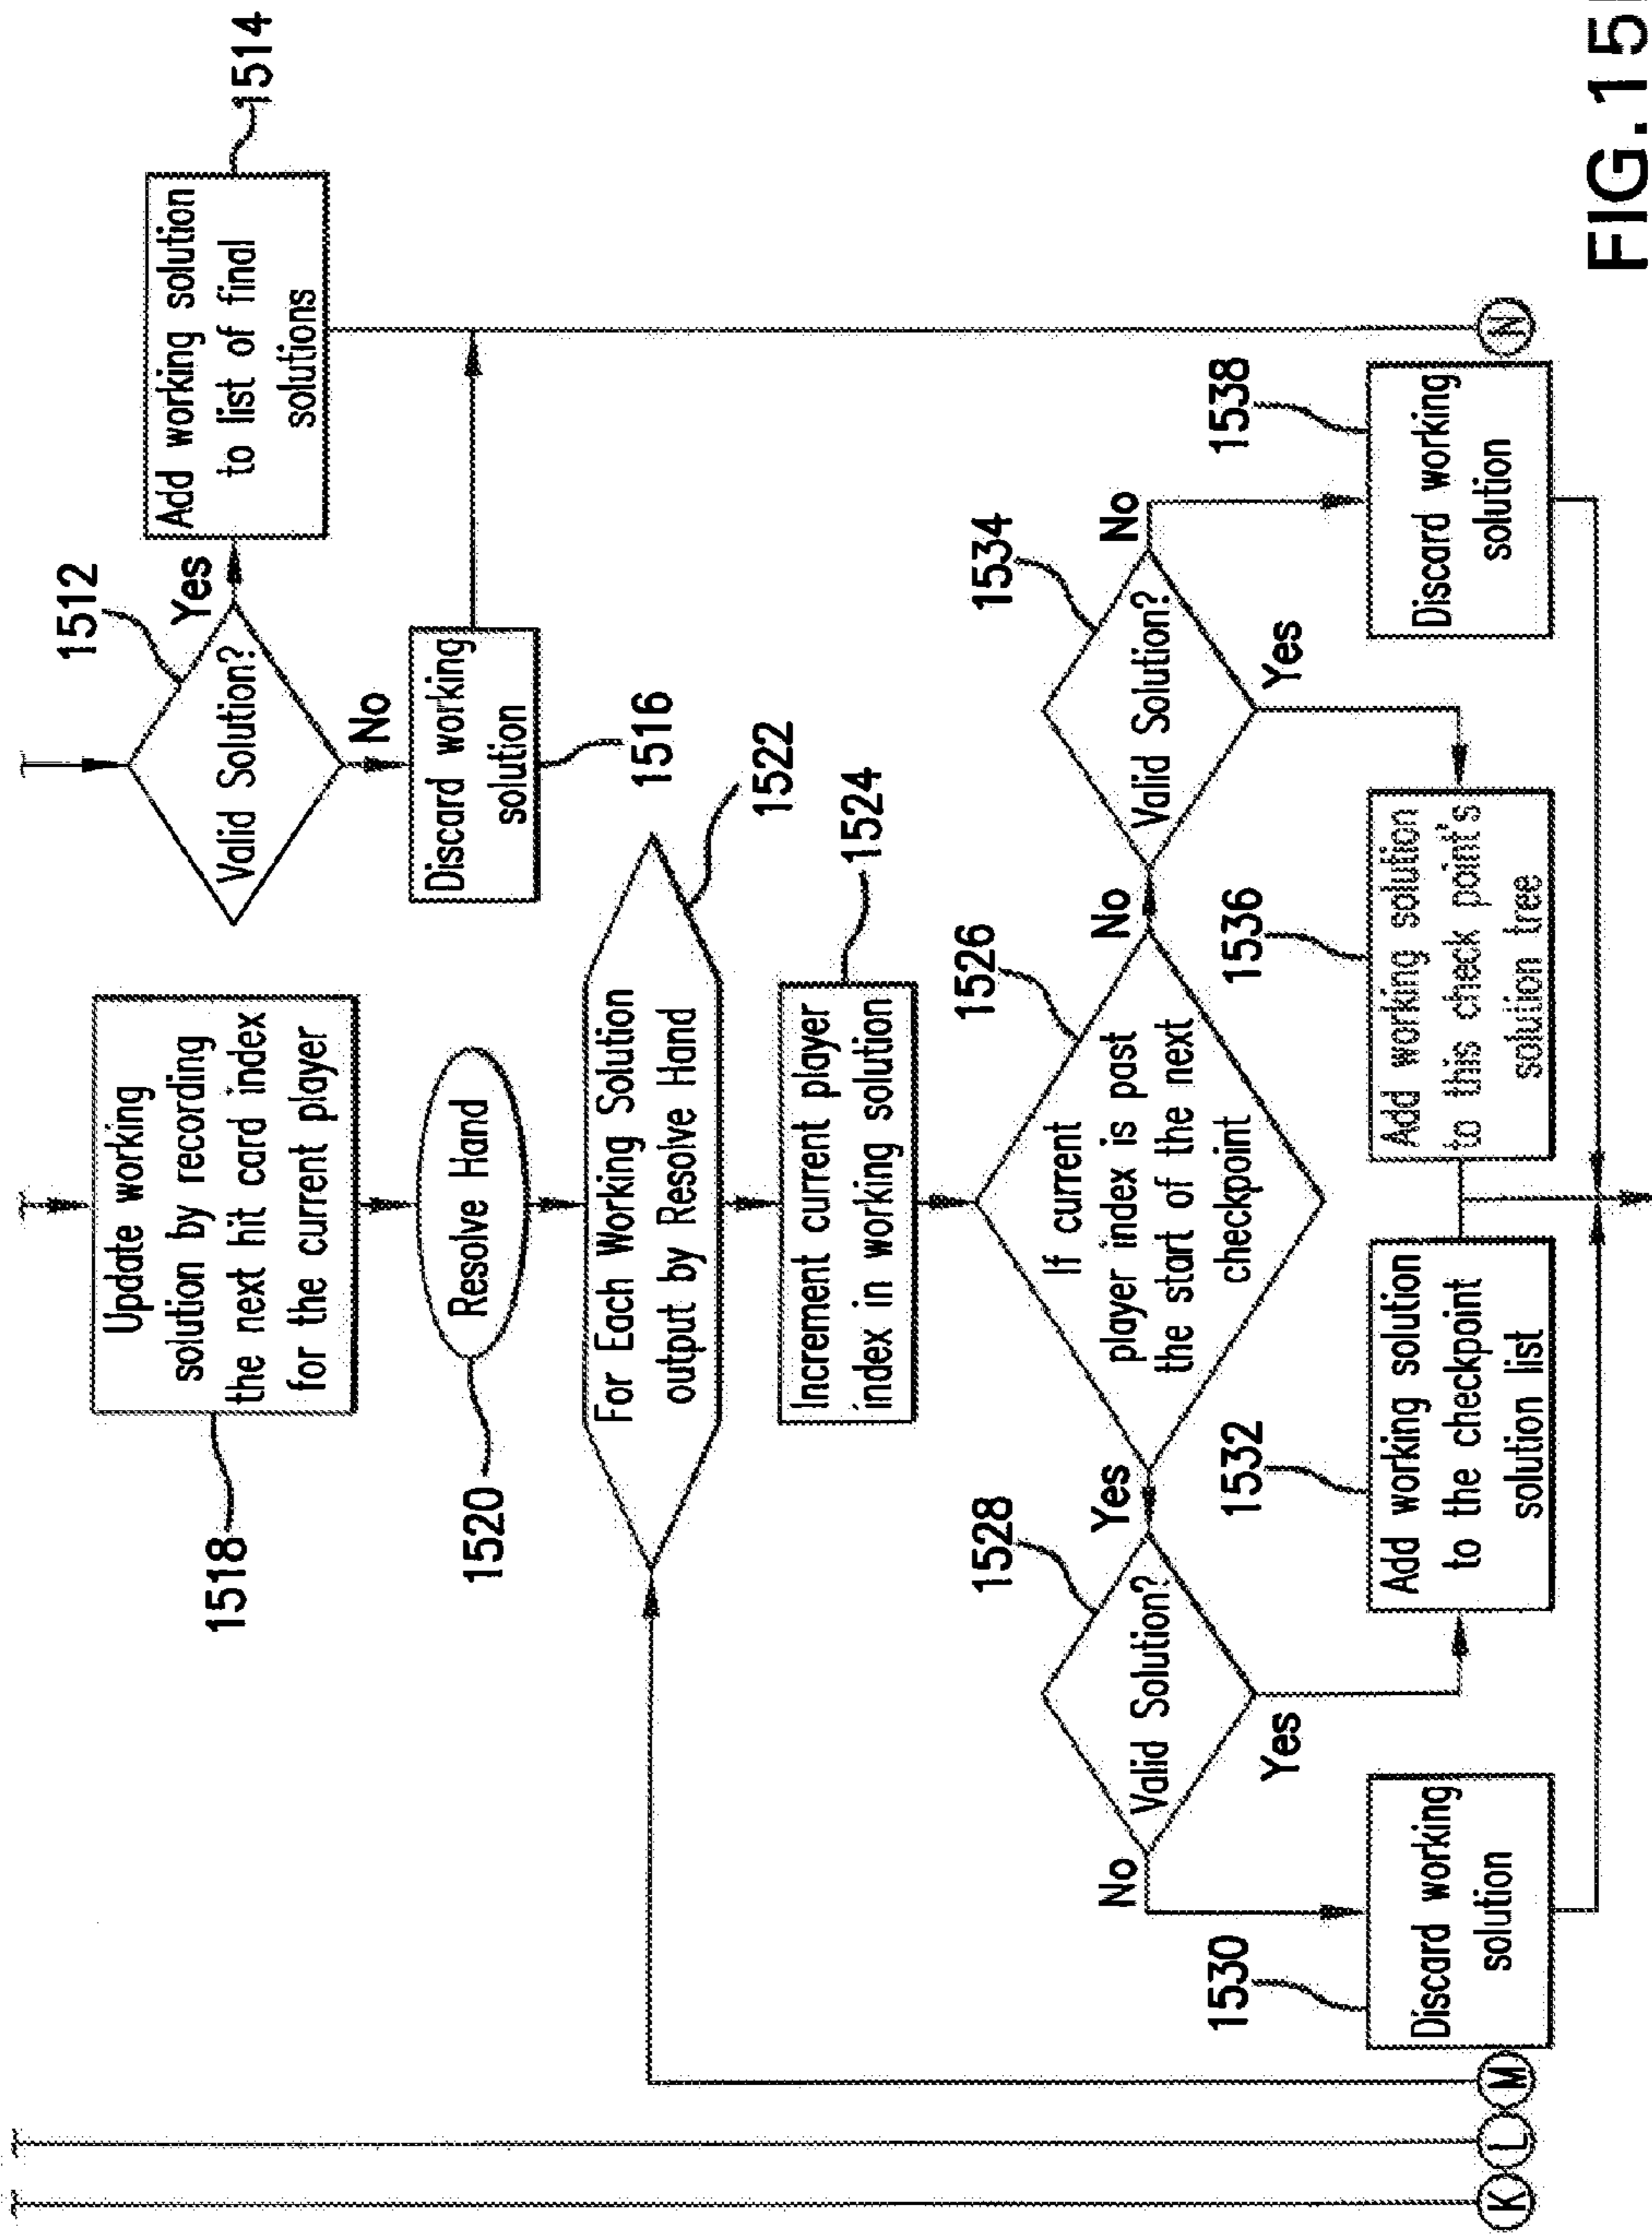 Update working
solution by recording
the next hit card index
for the current player
1518
Valid Solution?
1512
Yes
No
Add working solution
to list of final
solutions
1514
Resolve Hand
1520
Discard working
solution
1516
For Each Working Solution
output by Resolve Hand
1522
Increment current player
index in working solution
1524
If current
player index is past
the start of the next
checkpoint
1526
Yes
No
Valid Solution?
1528
No
Yes
Valid Solution?
1534
No
Yes
Discard working
solution
1530
Add working solution
to the checkpoint
solution list
1532
Add working solution
to this check point's
solution tree
1536
Discard working
solution
1538
K
L
M
N
FIG.15